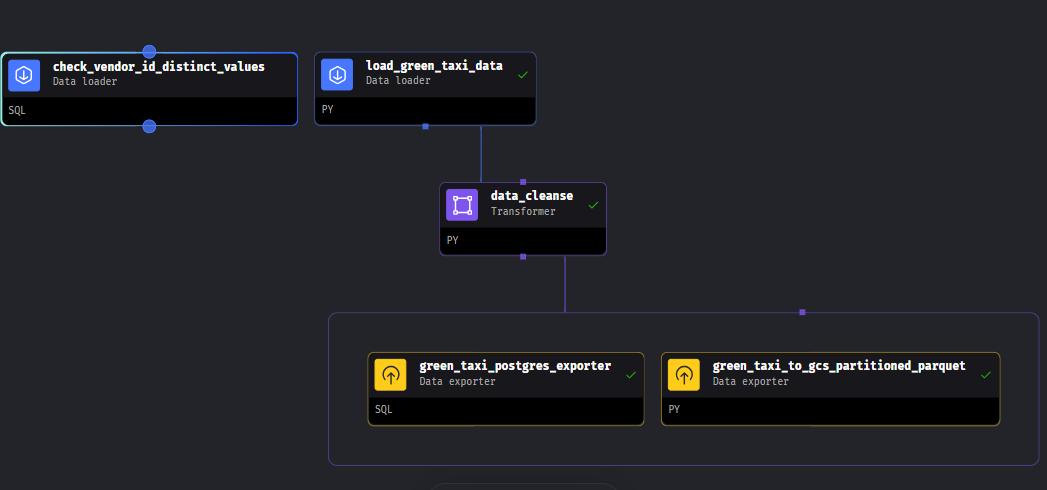 check_vendor_id_distinct_values
Data loader
SQL
load_green_taxi_data
Data loader
PY
data_cleanse
Transformer
PY
green_taxi_postgres_exporter
Data exporter
SQL
green_taxi_to_gcs_partitioned_parquet
Data exporter
PY